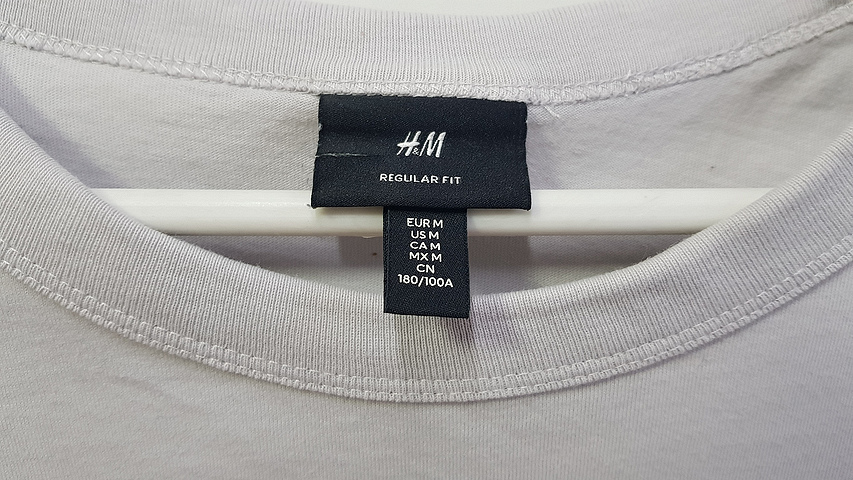 H&M
REGULAR FIT
EUR M
US M
CA M
MX M
CN
180/100A